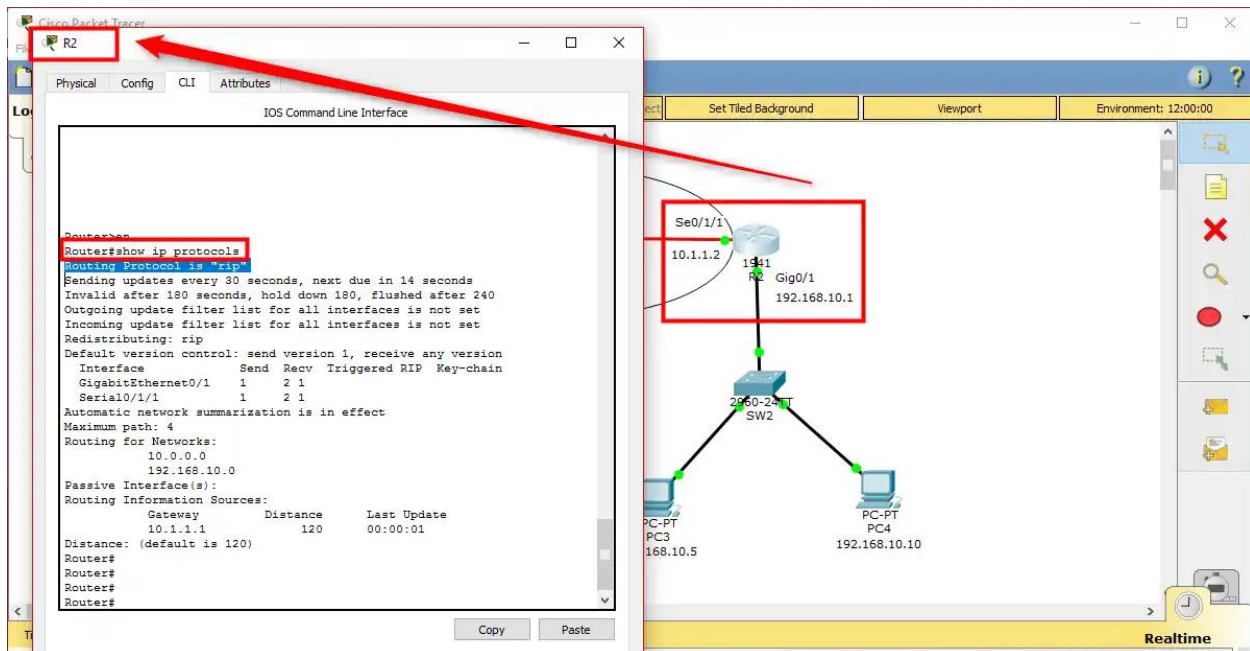 Cisco Packet Tracer
R2
Physical Config CLI Attributes
IOS Command Line Interface
Set Tiled Background
Viewport
Environment: 12:00:00
Router>en
Router#show ip protocols
Routing Protocol is "rip"
Sending updates every 30 seconds, next due in 14 seconds
Invalid after 180 seconds, hold down 180, flushed after 240
Outgoing update filter list for all interfaces is not set
Incoming update filter list for all interfaces is not set
Redistributing: rip
Default version control: send version 1, receive any version
Interface Send Recv Triggered RIP Key-chain
GigabitEthernet0/1 1 2 1
Serial0/1/1 1 2 1
Automatic network summarization is in effect
Maximum path: 4
Routing for Networks:
10.0.0.0
192.168.10.0
Passive Interface(s):
Routing Information Sources:
Gateway Distance Last Update
10.1.1.1 120 00:00:01
Distance: (default is 120)
Router#
Router#
Router#
Router#
Copy
Paste
Se0/1/1
10.1.1.2
1941
R2
Gig0/1
192.168.10.1
2960-24TT
SW2
PC-PT
PC3
168.10.5
PC-PT
PC4
192.168.10.10
Realtime